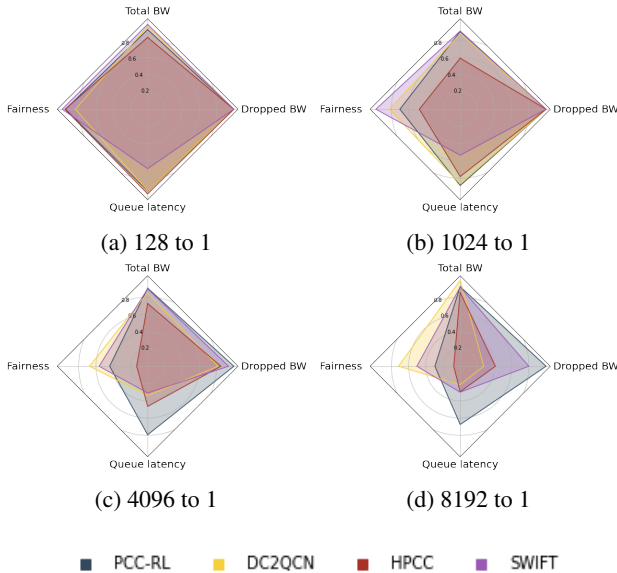 Total BW
Total BW
0.8
0.6
0.4
0.2
0.8
0.6
0.4
0.2
Fairness
Dropped BW
Fairness
Dropped BW
Queue latency
Queue latency
(a) 128 to 1
(b) 1024 to 1
Total BW
Total BW
0.8
0.6
0.4
0.2
0.8
0.6
0.4
0.2
Fairness
Dropped BW
Fairness
Dropped BW
Queue latency
Queue latency
(c) 4096 to 1
(d) 8192 to 1
PCC-RL DC2QCN HPCC SWIFT